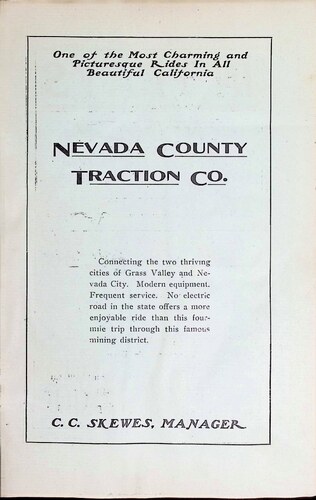 One of the Most Charming and
Picturesque Rides In All
Beautiful California
NEVADA COUNTY
TRACTION CO.
Connecting the two thriving
cities of Grass Valley and Ne-
vada City. Modern equipment.
Frequent service. No electric
road in the state offers a more
enjoyable ride than this four-
mie trip through this famous
mining district.
C. C. SKEWES, MANAGER